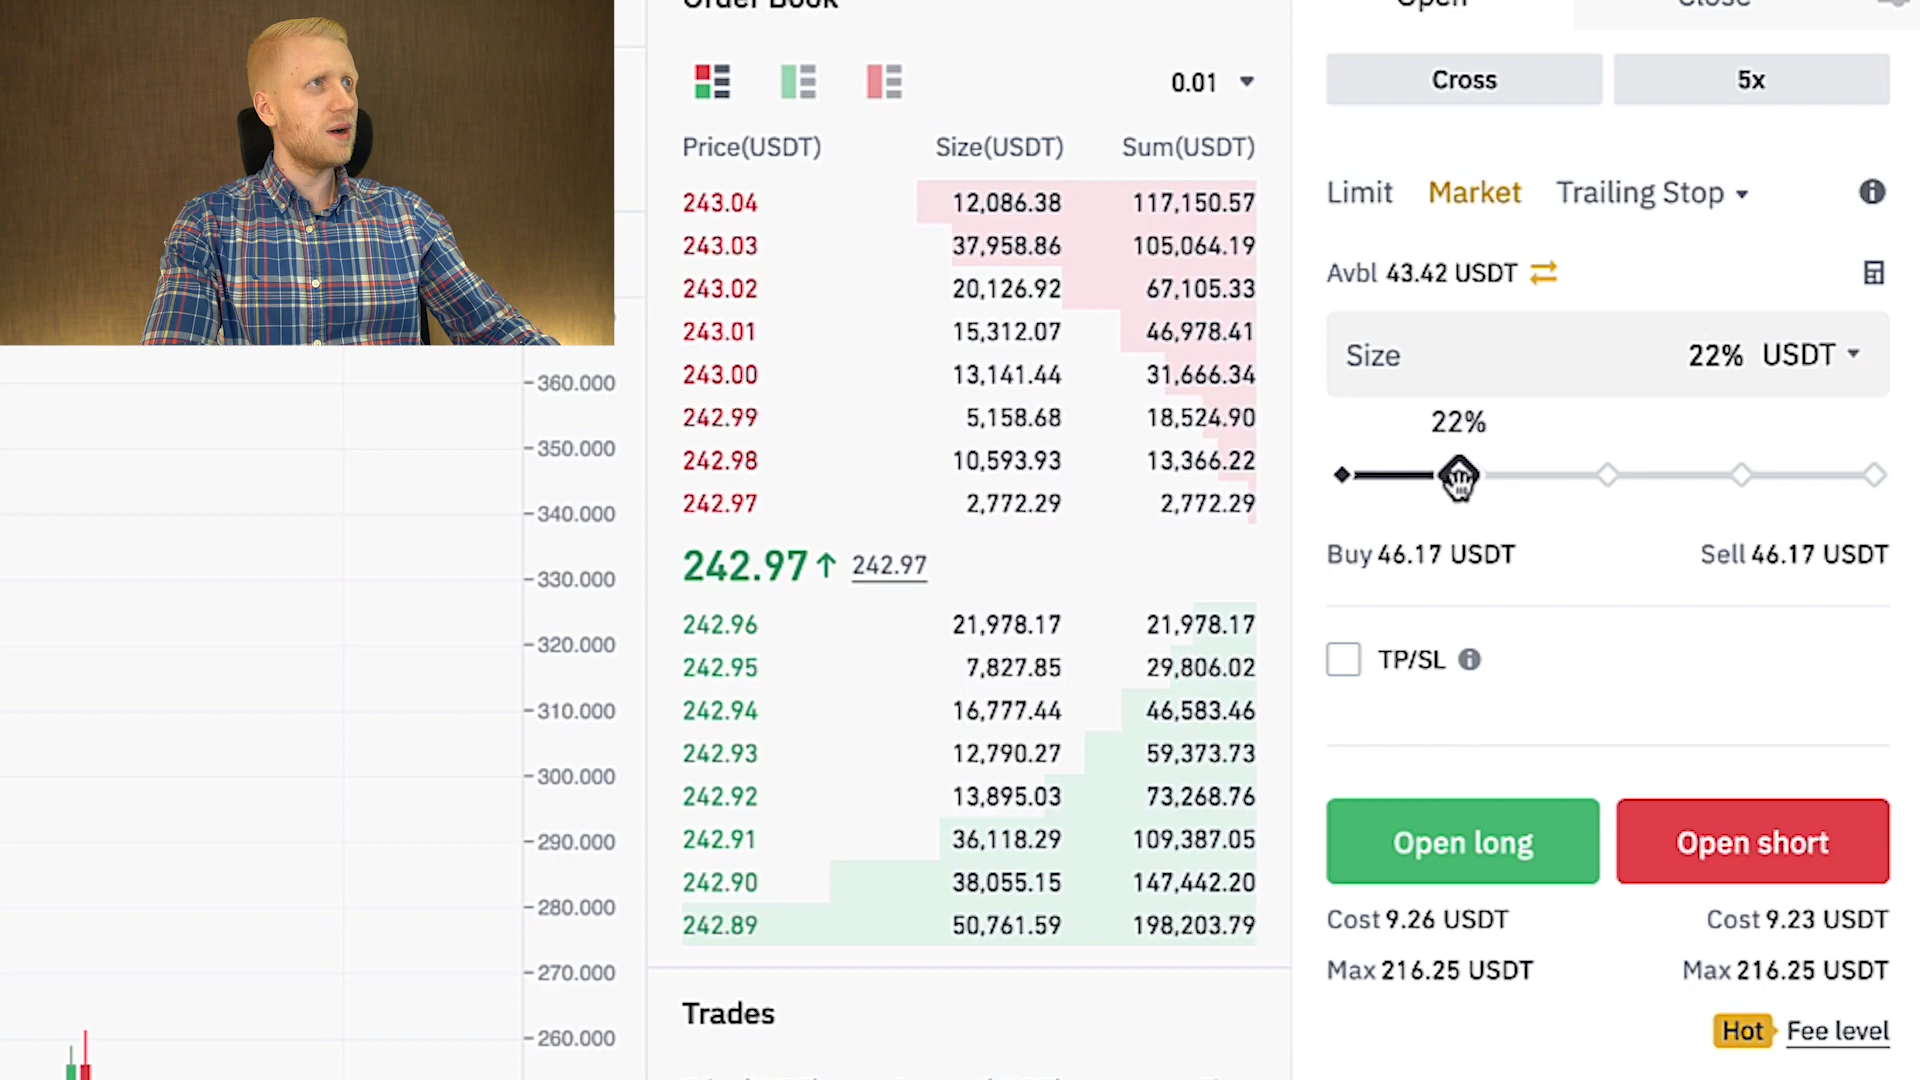 Order Book
0.01
Price(USDT) Size(USDT) Sum(USDT)
243.04 12,086.38 117,150.57
243.03 37,958.86 105,064.19
243.02 20,126.92 67,105.33
243.01 15,312.07 46,978.41
243.00 13,141.44 31,666.34
242.99 5,158.68 18,524.90
242.98 10,593.93 13,366.22
242.97 2,772.29 2,772.29
242.97↑ 242.97
242.96 21,978.17 21,978.17
242.95 7,827.85 29,806.02
242.94 16,777.44 46,583.46
242.93 12,790.27 59,373.73
242.92 13,895.03 73,268.76
242.91 36,118.29 109,387.05
242.90 38,055.15 147,442.20
242.89 50,761.59 198,203.79
Trades
360.000
350.000
340.000
330.000
320.000
310.000
300.000
290.000
280.000
270.000
260.000
Open Close
Cross 5x
Limit Market Trailing Stop
Avbl 43.42 USDT
Size 22% USDT
22%
Buy 46.17 USDT Sell 46.17 USDT
TP/SL
Open long Open short
Cost 9.26 USDT Cost 9.23 USDT
Max 216.25 USDT Max 216.25 USDT
Hot Fee level